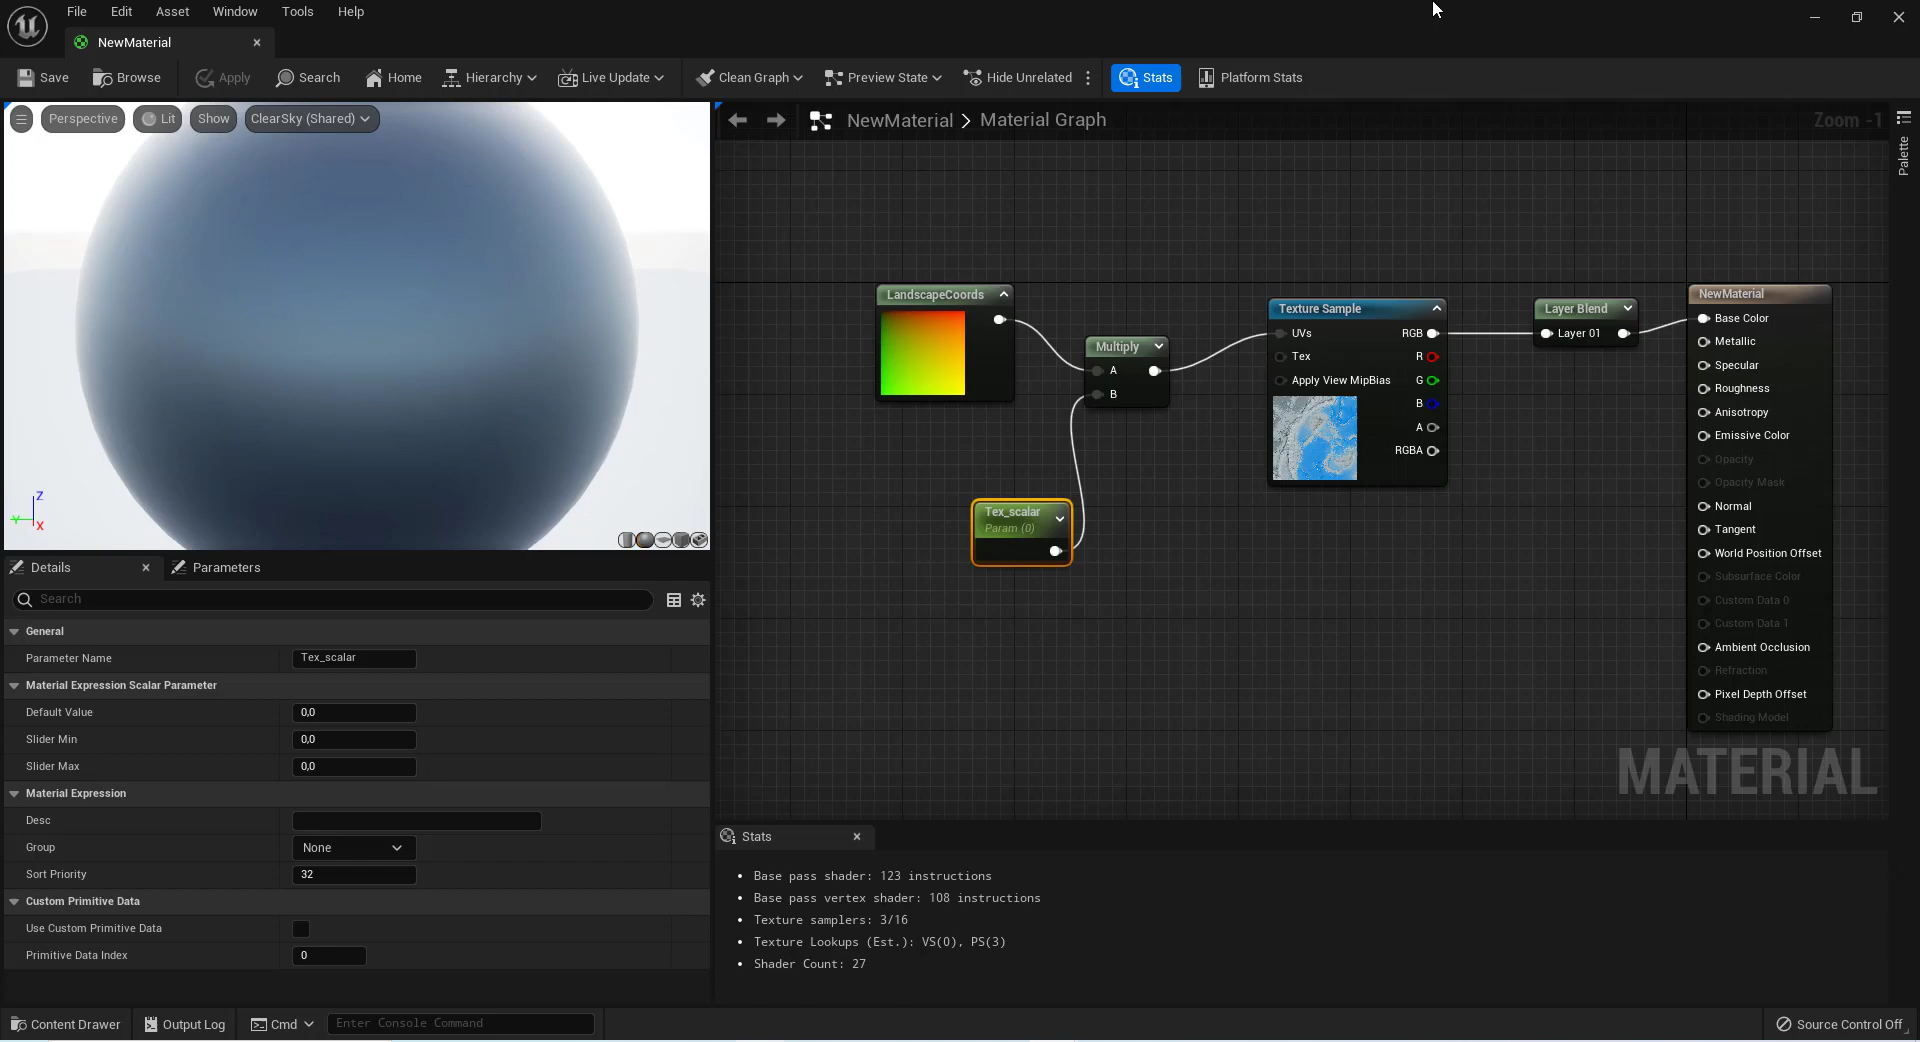 File Edit Asset Window Tools Help
NewMaterial
Save Browse Apply Search Home Hierarchy Live Update Clean Graph Preview State Hide Unrelated Stats Platform Stats
Perspective Lit Show ClearSky (Shared)
NewMaterial > Material Graph
Zoom -1
Palette
LandscapeCoords
Multiply
A
B
Tex_scalar
Param (0)
Texture Sample
UVs RGB
Tex R
Apply View MipBias G
B
A
RGBA
Layer Blend
Layer 01
NewMaterial
Base Color
Metallic
Specular
Roughness
Anisotropy
Emissive Color
Opacity
Opacity Mask
Normal
Tangent
World Position Offset
Subsurface Color
Custom Data 0
Custom Data 1
Ambient Occlusion
Refraction
Pixel Depth Offset
Shading Model
MATERIAL
Z
Y
X
Details Parameters
Search
General
Parameter Name Tex_scalar
Material Expression Scalar Parameter
Default Value 0,0
Slider Min 0,0
Slider Max 0,0
Material Expression
Desc
Group None
Sort Priority 32
Custom Primitive Data
Use Custom Primitive Data
Primitive Data Index 0
Stats
• Base pass shader: 123 instructions
• Base pass vertex shader: 108 instructions
• Texture samplers: 3/16
• Texture Lookups (Est.): VS(0), PS(3)
• Shader Count: 27
Content Drawer Output Log Cmd Enter Console Command Source Control Off